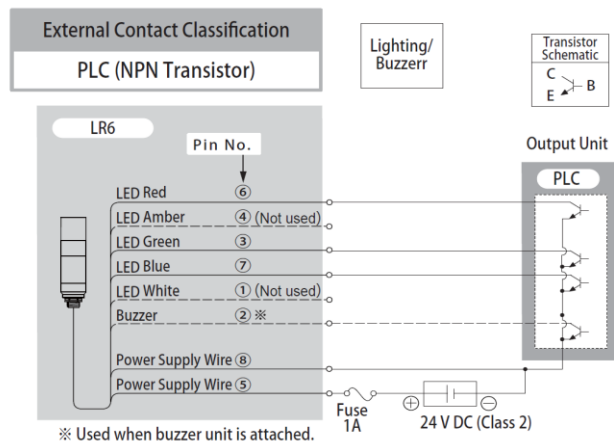 External Contact Classification
PLC (NPN Transistor)
Lighting/
Buzzerr
Transistor
Schematic
C
B
E
LR6
Pin No.
Output Unit
PLC
LED Red ⑥
LED Amber ④ (Not used)
LED Green ③
LED Blue ⑦
LED White ① (Not used)
Buzzer ② ※
Power Supply Wire ⑧
Power Supply Wire ⑤
Fuse
1A
⊕ ⊖
24 V DC (Class 2)
※ Used when buzzer unit is attached.